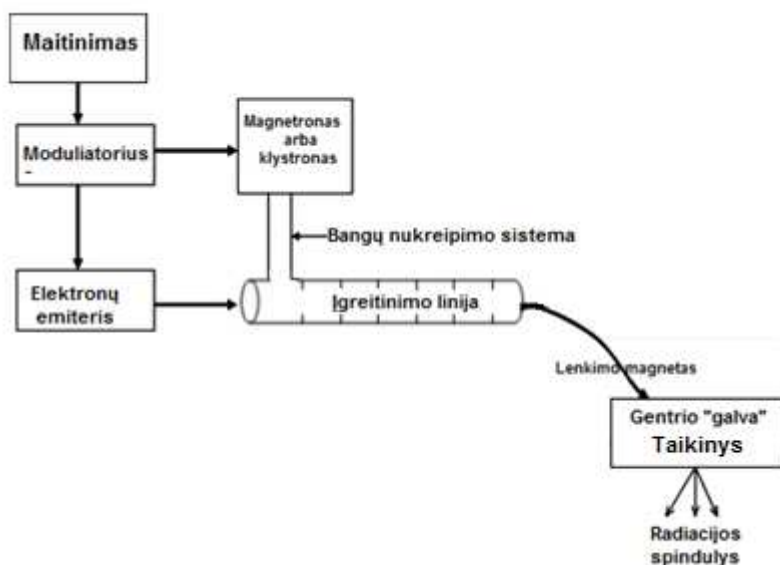 Maitinimas
Magnetronas
arba
klystronas
Moduliatorius
-
Bangų nukreipimo sistema
Elektronų
emiteris
Įgreitinimo linija
Lenkimo magnetas
Gentrio "galva"
Taikinys
Radiacijos
spindulys